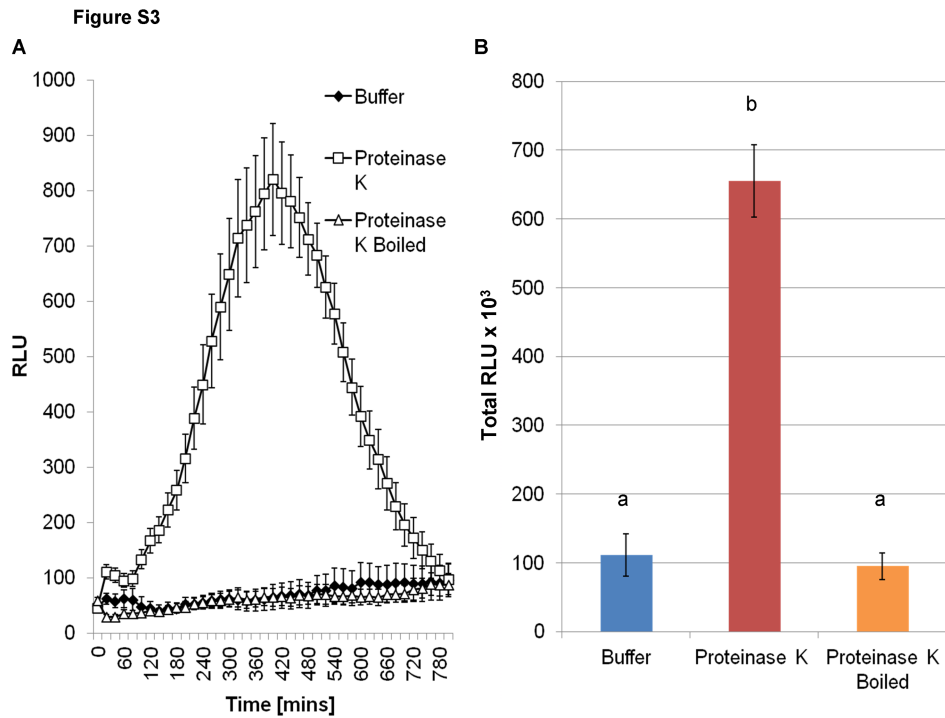 Figure S3
A
1000
900
800
700
600
500
400
300
200
100
0
RLU
Buffer
Proteinase
K
Proteinase
K Boiled
0
60
120
180
240
300
360
420
480
540
600
660
720
780
Time [mins]
B
800
700
600
500
400
300
200
100
0
Total RLU x 10³
a
b
a
Buffer
Proteinase K
Proteinase K
Boiled